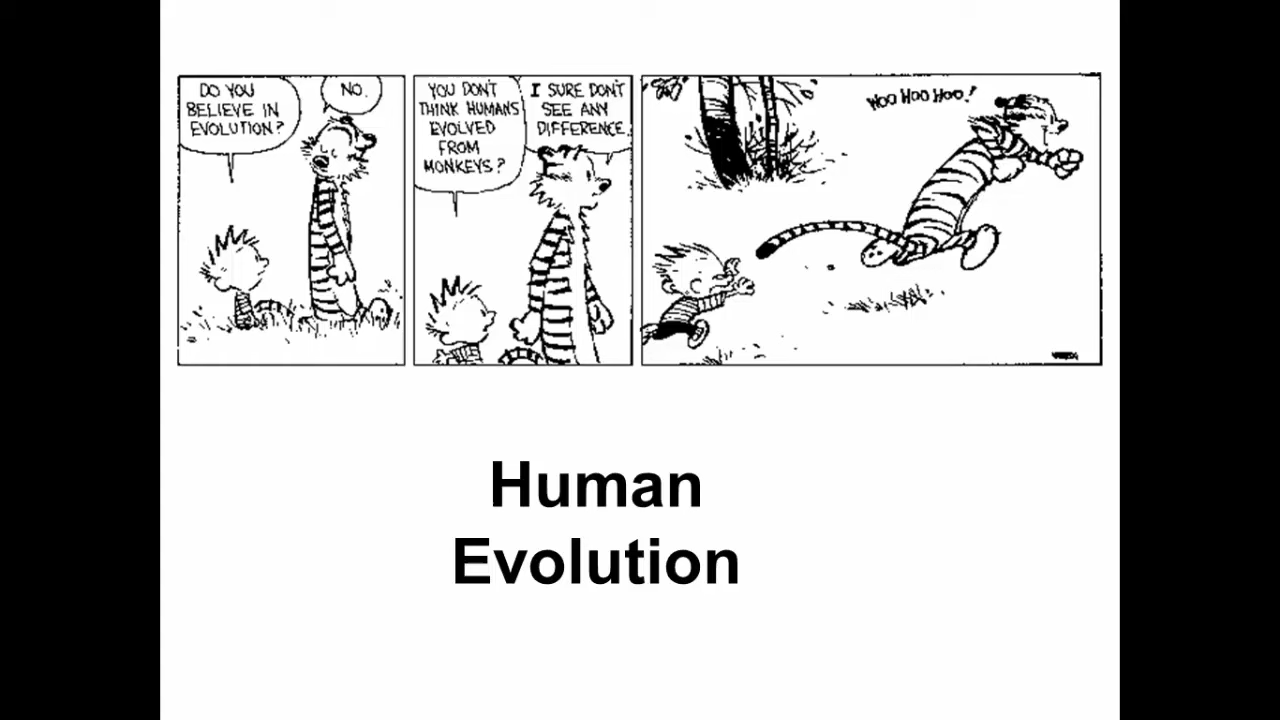 DO YOU
BELIEVE IN
EVOLUTION?
NO.
YOU DON'T
THINK HUMANS
EVOLVED
FROM
MONKEYS?
I SURE DON'T
SEE ANY
DIFFERENCE.
HOO HOO HOO!
Human
Evolution